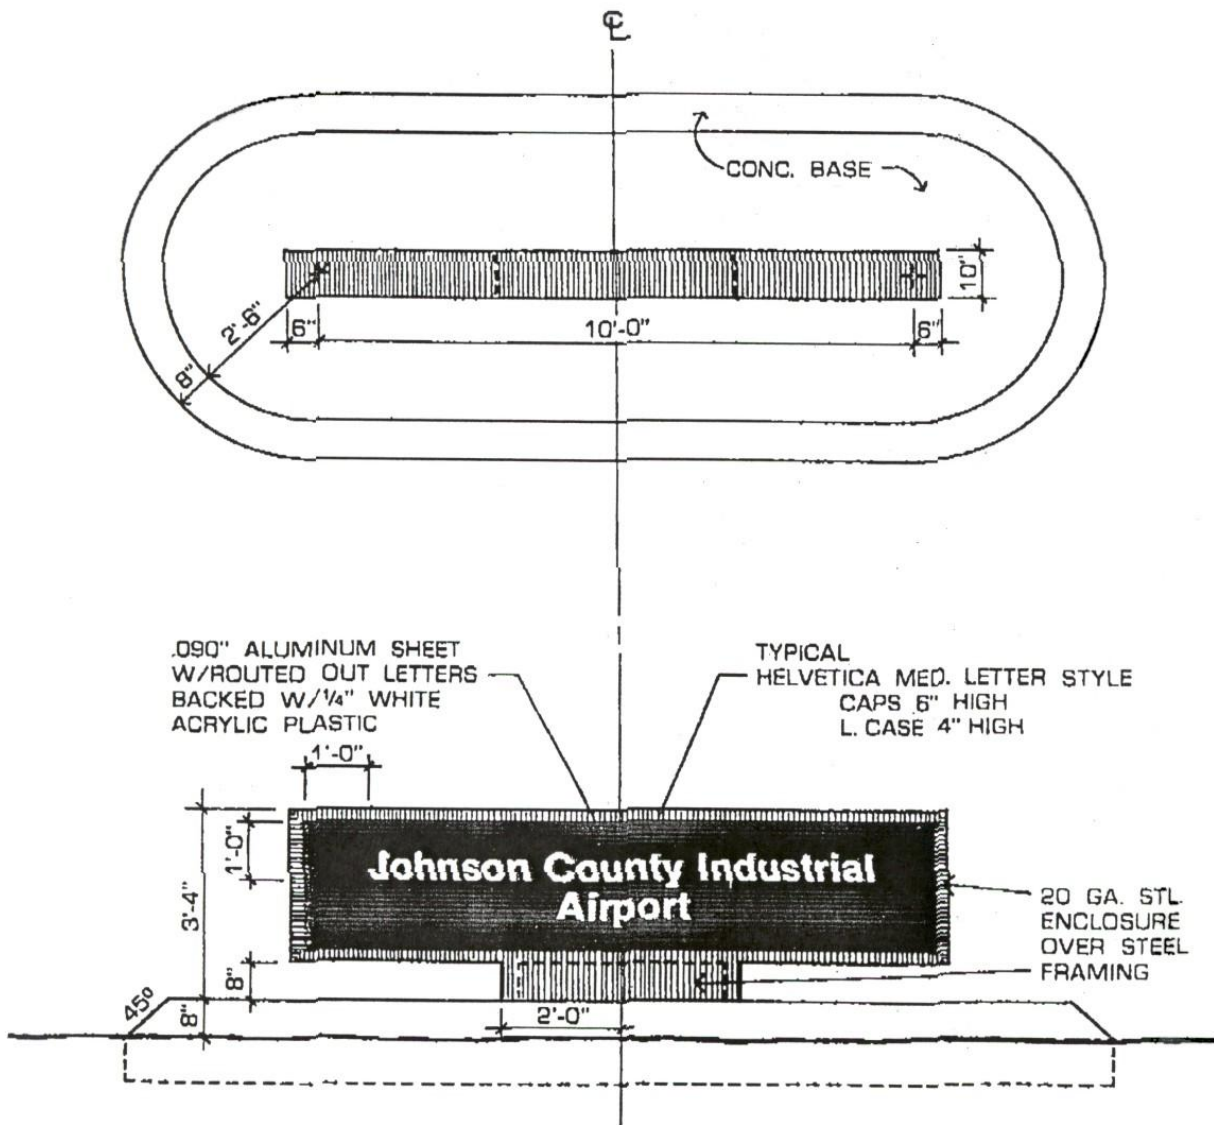 ℄
CONC. BASE
10"
2'-6"
8"
6"
10'-0"
6"
.090" ALUMINUM SHEET
W/ROUTED OUT LETTERS
BACKED W/¼" WHITE
ACRYLIC PLASTIC
TYPICAL
HELVETICA MED. LETTER STYLE
CAPS 6" HIGH
L. CASE 4" HIGH
1'-0"
1'-0"
3'-4"
Johnson County Industrial
Airport
20 GA. STL.
ENCLOSURE
OVER STEEL
FRAMING
8"
45°
8"
2'-0"